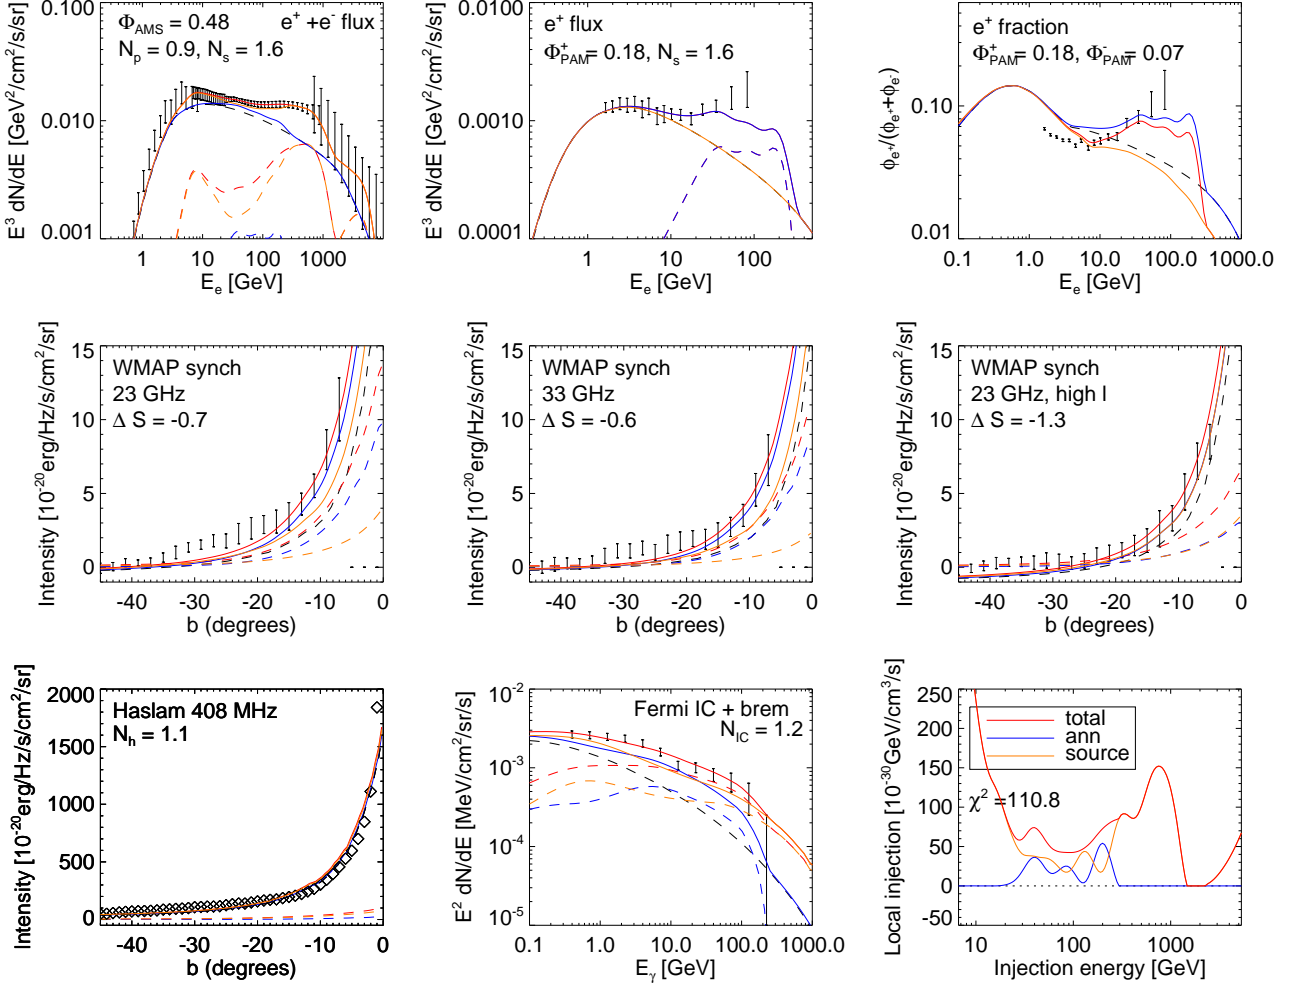 Φ_AMS = 0.48 e⁺ +e⁻ flux
N_p = 0.9, N_s = 1.6
E³ dN/dE [GeV²/cm²/s/sr]
0.100
0.010
0.001
1 10 100 1000
E_e [GeV]
e⁺ flux
Φ⁺_PAM= 0.18, N_s = 1.6
E³ dN/dE [GeV²/cm²/s/sr]
0.0100
0.0010
0.0001
1 10 100
E_e [GeV]
e⁺ fraction
Φ⁺_PAM= 0.18, Φ⁻_PAM= 0.07
ϕ_e⁺/(ϕ_e⁺+ϕ_e⁻)
0.10
0.01
0.1 1.0 10.0 100.0 1000.0
E_e [GeV]
WMAP synch
23 GHz
Δ S = -0.7
Intensity [10⁻²⁰erg/Hz/s/cm²/sr]
15
10
5
0
-40 -30 -20 -10 0
b (degrees)
WMAP synch
33 GHz
Δ S = -0.6
Intensity [10⁻²⁰erg/Hz/s/cm²/sr]
15
10
5
0
-40 -30 -20 -10 0
b (degrees)
WMAP synch
23 GHz, high l
Δ S = -1.3
Intensity [10⁻²⁰erg/Hz/s/cm²/sr]
15
10
5
0
-40 -30 -20 -10 0
b (degrees)
Haslam 408 MHz
N_h = 1.1
Intensity [10⁻²⁰erg/Hz/s/cm²/sr]
2000
1500
1000
500
0
-40 -30 -20 -10 0
b (degrees)
Fermi IC + brem
N_IC = 1.2
E² dN/dE [MeV/cm²/sr/s]
10⁻²
10⁻³
10⁻⁴
10⁻⁵
0.1 1.0 10.0 100.0 1000.0
E_γ [GeV]
total
ann
source
χ² =110.8
Local injection [10⁻³⁰GeV/cm³/s]
250
200
150
100
50
0
-50
10 100 1000
Injection energy [GeV]